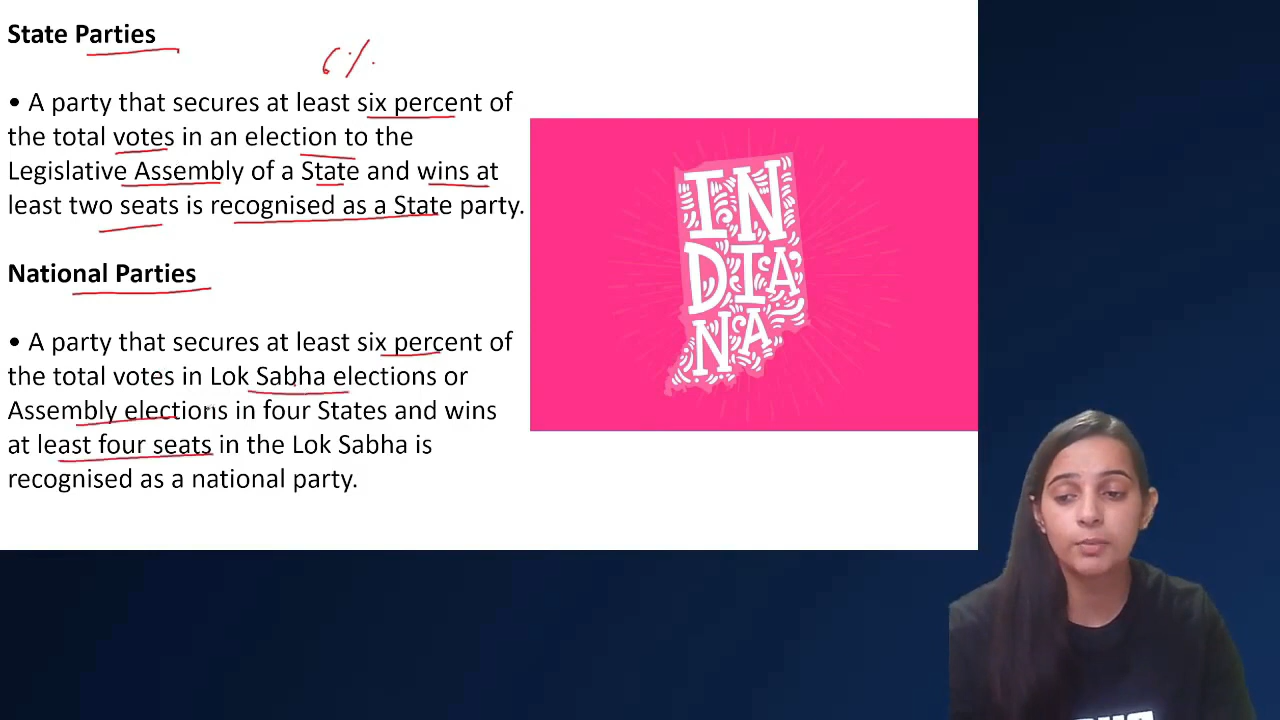 State Parties
6%
• A party that secures at least six percent of
the total votes in an election to the
Legislative Assembly of a State and wins at
least two seats is recognised as a State party.
National Parties
• A party that secures at least six percent of
the total votes in Lok Sabha elections or
Assembly elections in four States and wins
at least four seats in the Lok Sabha is
recognised as a national party.
IN
DIA
NA